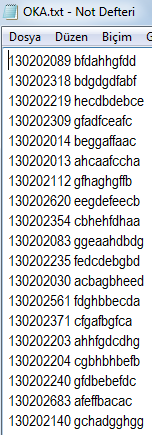 OKA.txt - Not Defteri
Dosya Düzen Biçim G
130202089 bfdahhgfdd
130202318 bdgdgdfabf
130202219 hecdbdebce
130202309 gfadfceafc
130202014 beggaffaac
130202013 ahcaafccha
130202112 gfhaghgffb
130202620 eegdefeecb
130202354 cbhehfdhaa
130202083 ggeaahdbdg
130202235 fedcdebgbd
130202030 acbagbheed
130202561 fdghbbecda
130202371 cfgafbgfca
130202203 ahhfgdcdhg
130202204 cgbhbhbefb
130202240 gfdbebefdc
130202683 afeffbacac
130202140 gchadgghgg